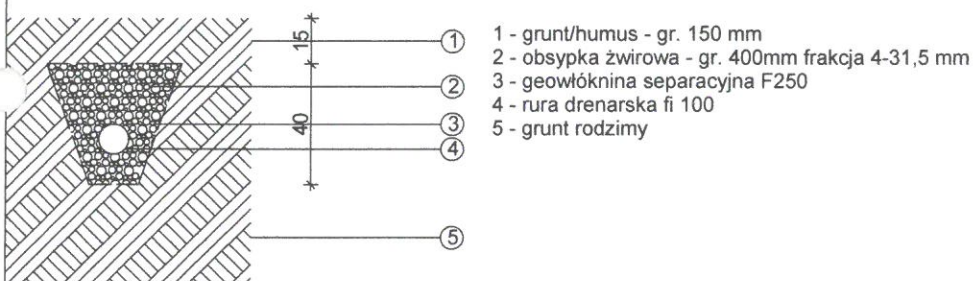 15
40
1
2
3
4
5
1 - grunt/humus - gr. 150 mm
2 - obsypka żwirowa - gr. 400mm frakcja 4-31,5 mm
3 - geowłóknina separacyjna F250
4 - rura drenarska fi 100
5 - grunt rodzimy